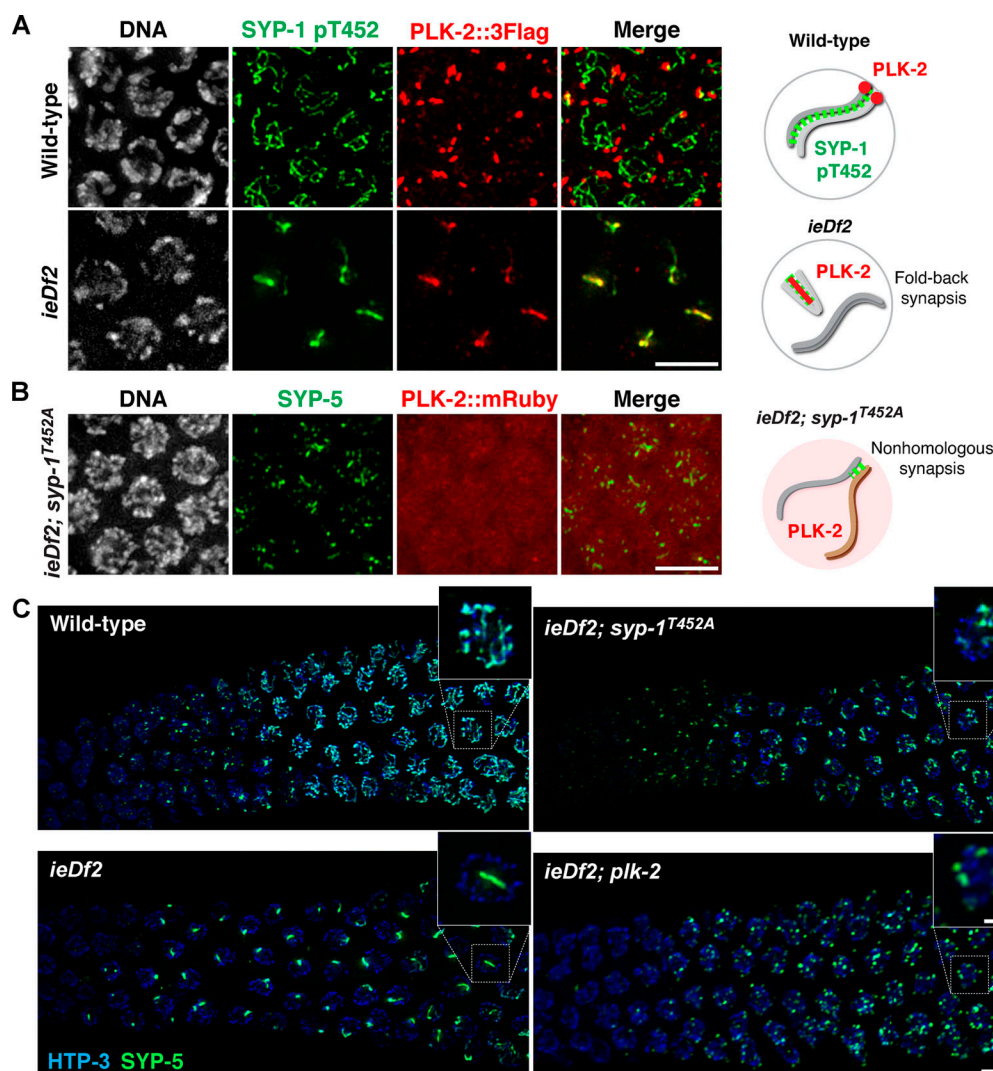 A
DNA
SYP-1 pT452
PLK-2::3Flag
Merge
Wild-type
Wild-type
PLK-2
SYP-1
pT452
ieDf2
ieDf2
PLK-2
Fold-back
synapsis
B
DNA
SYP-5
PLK-2::mRuby
Merge
ieDf2; syp-1T452A
ieDf2; syp-1T452A
Nonhomologous
synapsis
PLK-2
C
Wild-type
ieDf2; syp-1T452A
ieDf2
ieDf2; plk-2
HTP-3 SYP-5